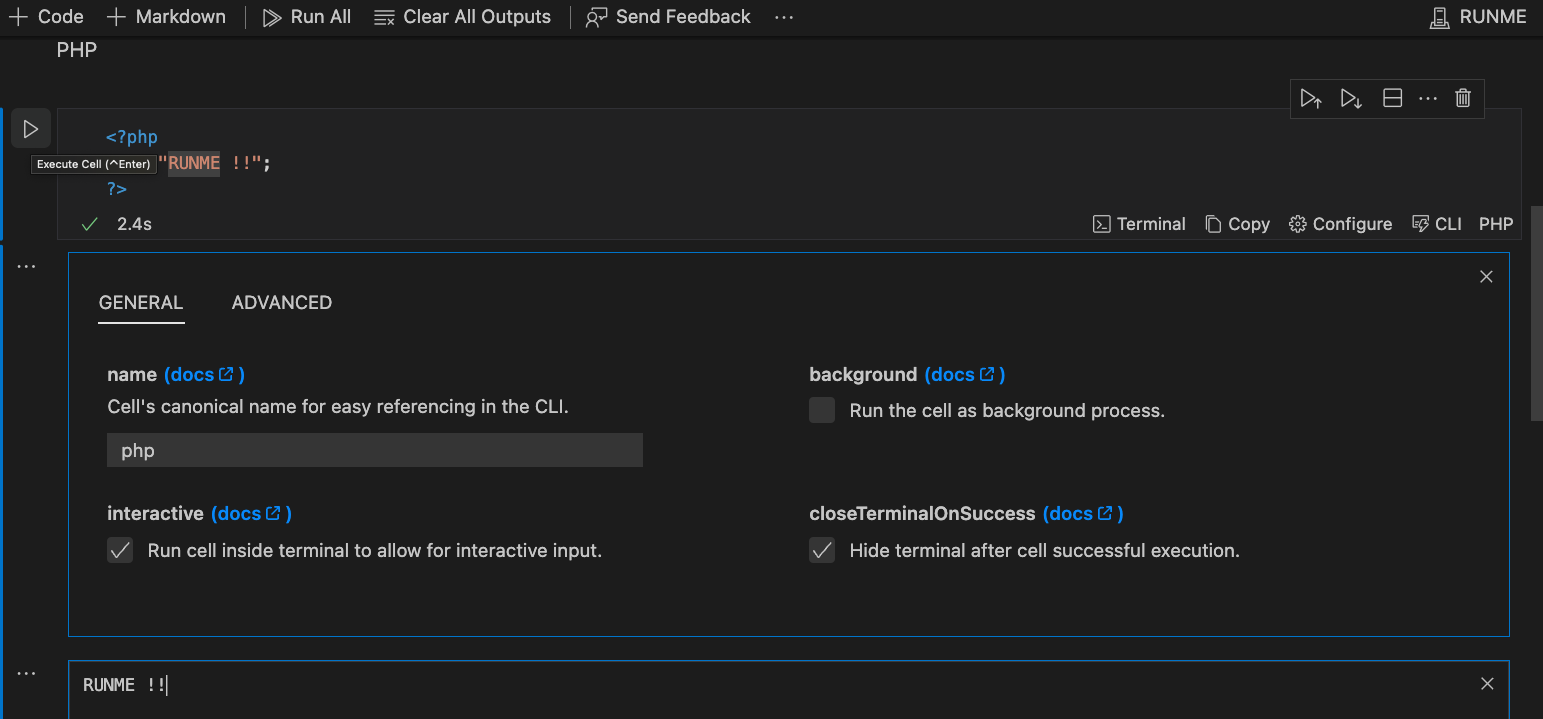 Code Markdown Run All Clear All Outputs Send Feedback ... RUNME
PHP
<?php
Execute Cell (^Enter) "RUNME !!";
?>
2.4s Terminal Copy Configure CLI PHP
GENERAL ADVANCED
name (docs)
Cell's canonical name for easy referencing in the CLI.
php
background (docs)
Run the cell as background process.
interactive (docs)
Run cell inside terminal to allow for interactive input.
closeTerminalOnSuccess (docs)
Hide terminal after cell successful execution.
RUNME !!